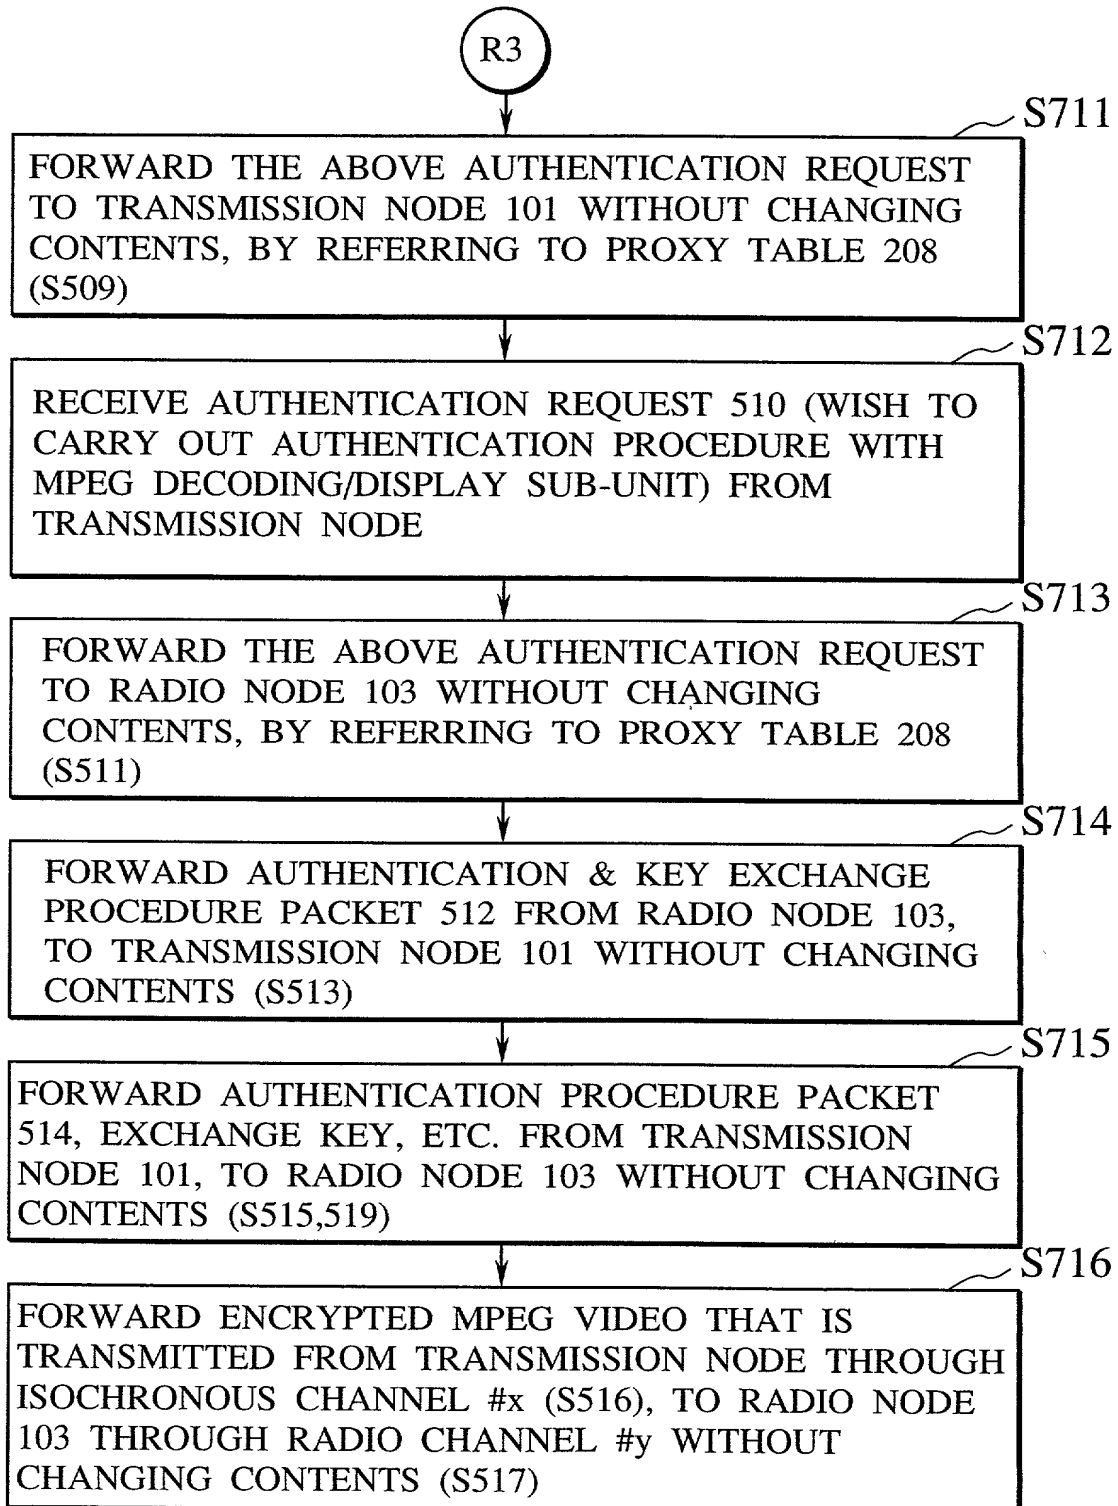 R3
S711
FORWARD THE ABOVE AUTHENTICATION REQUEST
TO TRANSMISSION NODE 101 WITHOUT CHANGING
CONTENTS, BY REFERRING TO PROXY TABLE 208
(S509)
S712
RECEIVE AUTHENTICATION REQUEST 510 (WISH TO
CARRY OUT AUTHENTICATION PROCEDURE WITH
MPEG DECODING/DISPLAY SUB-UNIT) FROM
TRANSMISSION NODE
S713
FORWARD THE ABOVE AUTHENTICATION REQUEST
TO RADIO NODE 103 WITHOUT CHANGING
CONTENTS, BY REFERRING TO PROXY TABLE 208
(S511)
S714
FORWARD AUTHENTICATION & KEY EXCHANGE
PROCEDURE PACKET 512 FROM RADIO NODE 103,
TO TRANSMISSION NODE 101 WITHOUT CHANGING
CONTENTS (S513)
S715
FORWARD AUTHENTICATION PROCEDURE PACKET
514, EXCHANGE KEY, ETC. FROM TRANSMISSION
NODE 101, TO RADIO NODE 103 WITHOUT CHANGING
CONTENTS (S515,519)
S716
FORWARD ENCRYPTED MPEG VIDEO THAT IS
TRANSMITTED FROM TRANSMISSION NODE THROUGH
ISOCHRONOUS CHANNEL #x (S516), TO RADIO NODE
103 THROUGH RADIO CHANNEL #y WITHOUT
CHANGING CONTENTS (S517)